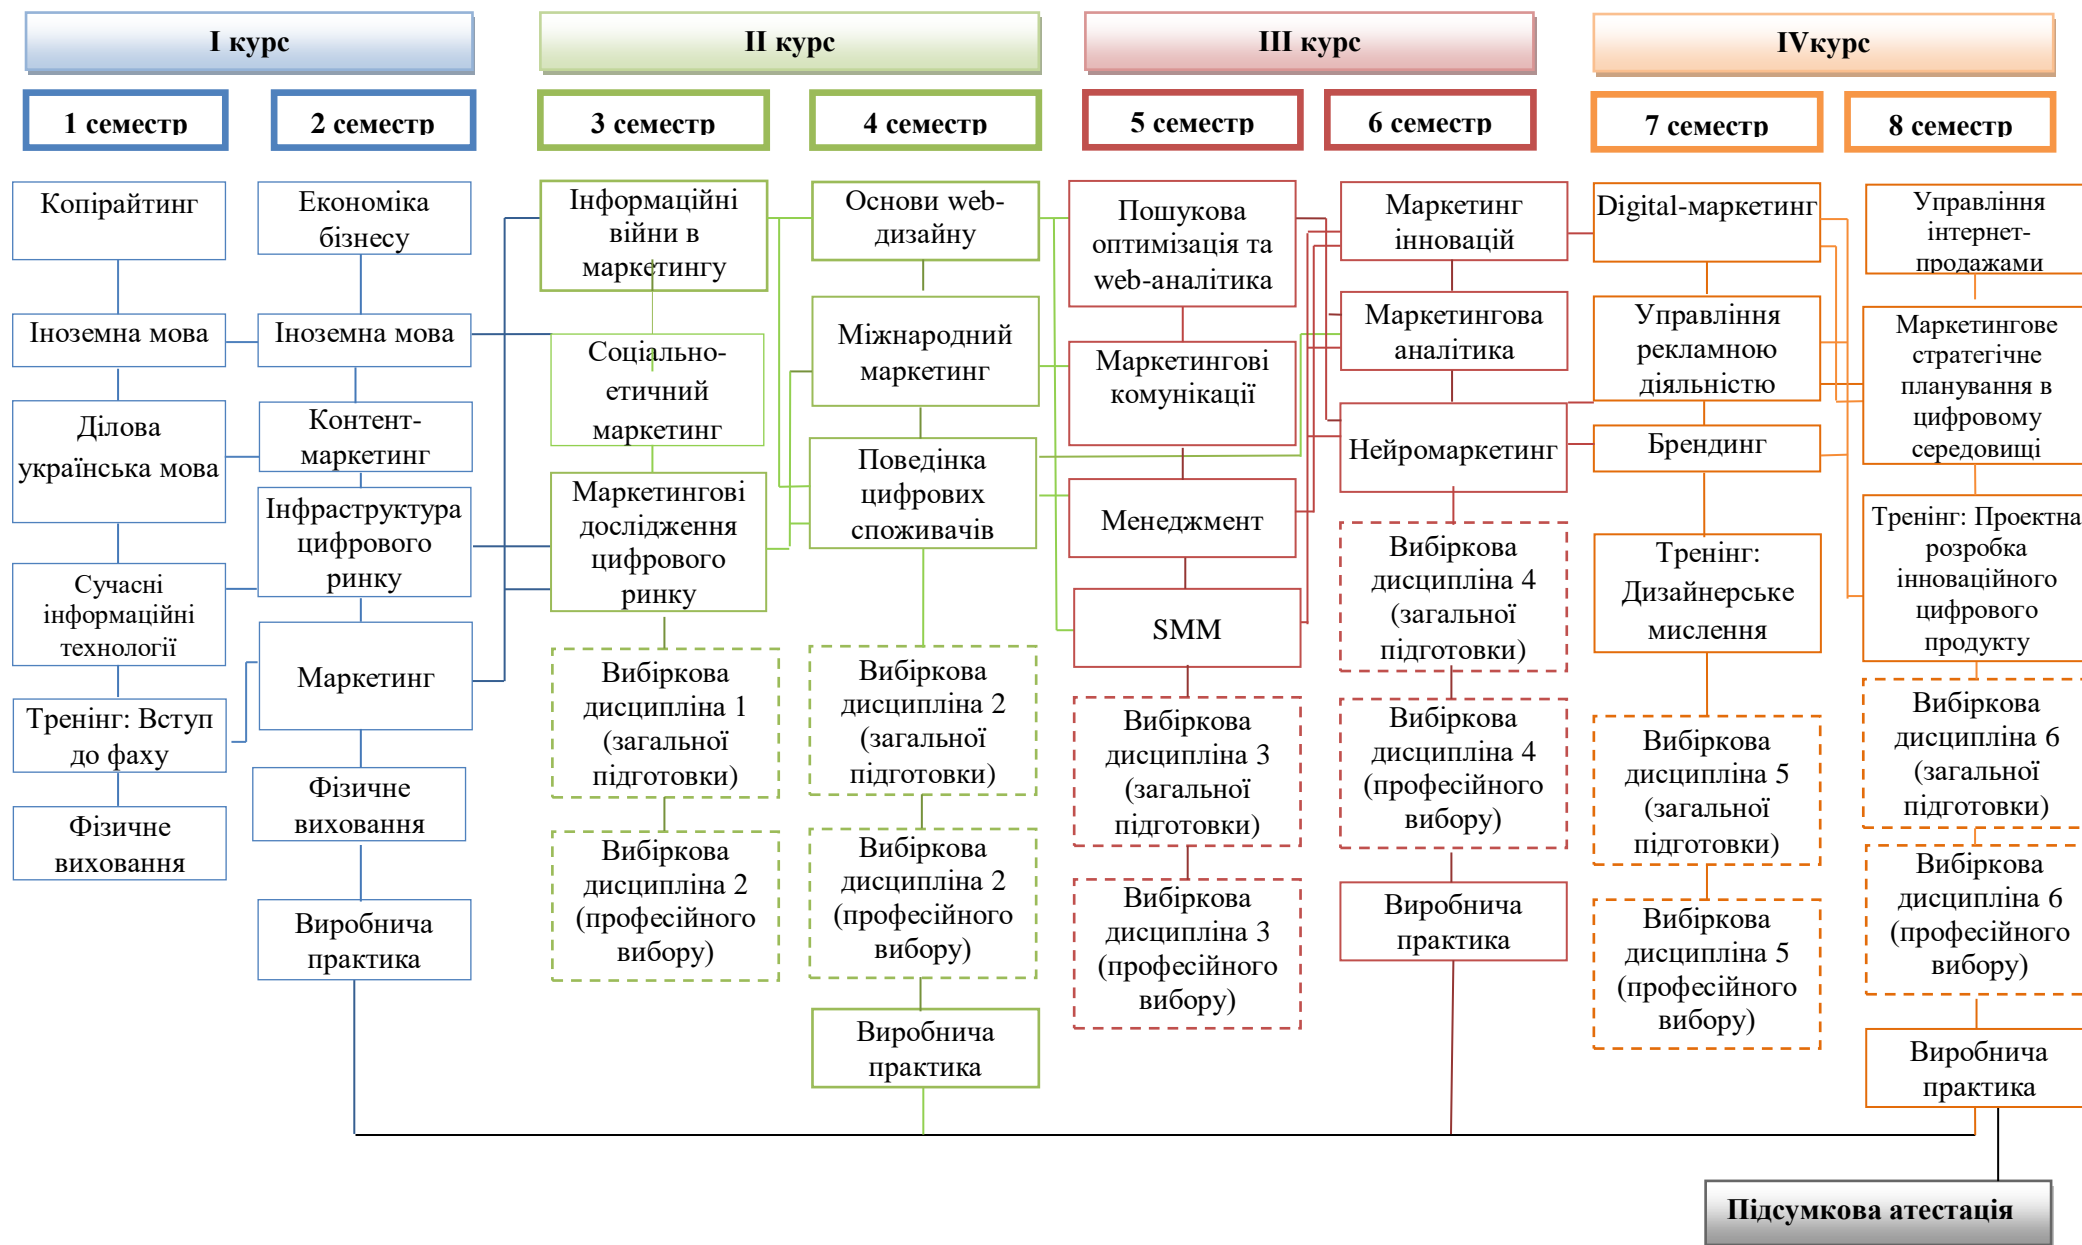 I курс
II курс
III курс
IVкурс
1 семестр
2 семестр
3 семестр
4 семестр
5 семестр
6 семестр
7 семестр
8 семестр
Копірайтинг
Іноземна мова
Ділова
українська мова
Сучасні
інформаційні
технології
Тренінг: Вступ
до фаху
Фізичне
виховання
Економіка
бізнесу
Іноземна мова
Контент-
маркетинг
Інфраструктура
цифрового
ринку
Маркетинг
Фізичне
виховання
Виробнича
практика
Інформаційні
війни в
маркетингу
Соціально-
етичний
маркетинг
Маркетингові
дослідження
цифрового
ринку
Вибіркова
дисципліна 1
(загальної
підготовки)
Вибіркова
дисципліна 2
(професійного
вибору)
Основи web-
дизайну
Міжнародний
маркетинг
Поведінка
цифрових
споживачів
Вибіркова
дисципліна 2
(загальної
підготовки)
Вибіркова
дисципліна 2
(професійного
вибору)
Виробнича
практика
Пошукова
оптимізація та
web-аналітика
Маркетингові
комунікації
Менеджмент
SMM
Вибіркова
дисципліна 3
(загальної
підготовки)
Вибіркова
дисципліна 3
(професійного
вибору)
Маркетинг
інновацій
Маркетингова
аналітика
Нейромаркетинг
Вибіркова
дисципліна 4
(загальної
підготовки)
Вибіркова
дисципліна 4
(професійного
вибору)
Виробнича
практика
Digital-маркетинг
Управління
рекламною
діяльністю
Брендинг
Тренінг:
Дизайнерське
мислення
Вибіркова
дисципліна 5
(загальної
підготовки)
Вибіркова
дисципліна 5
(професійного
вибору)
Управління
інтернет-
продажами
Маркетингове
стратегічне
планування в
цифровому
середовищі
Тренінг: Проектна
розробка
інноваційного
цифрового
продукту
Вибіркова
дисципліна 6
(загальної
підготовки)
Вибіркова
дисципліна 6
(професійного
вибору)
Виробнича
практика
Підсумкова атестація